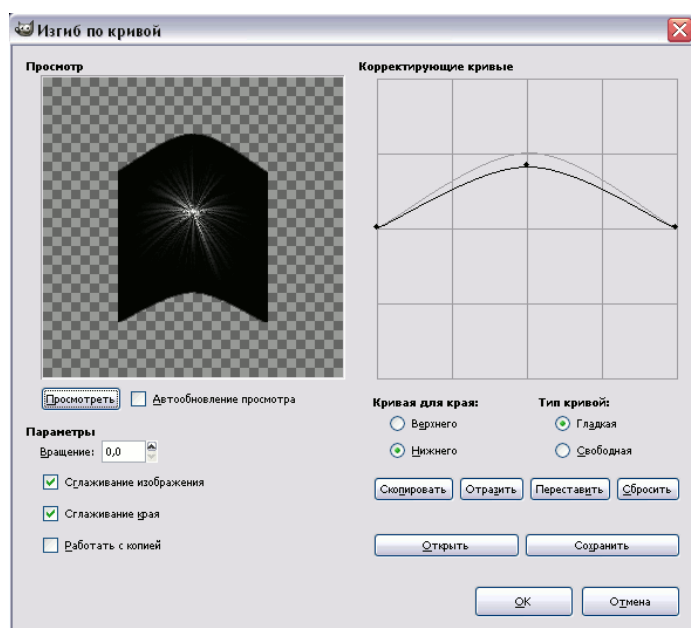 Изгиб по кривой
Просмотр
Просмотреть
Автообновление просмотра
Параметры
Вращение: 0,0
Сглаживание изображения
Сглаживание края
Работать с копией
Корректирующие кривые
Кривая для края:
Верхнего
Нижнего
Тип кривой:
Гладкая
Свободная
Скопировать Отразить Переставить Сбросить
Открыть Сохранить
OK Отмена